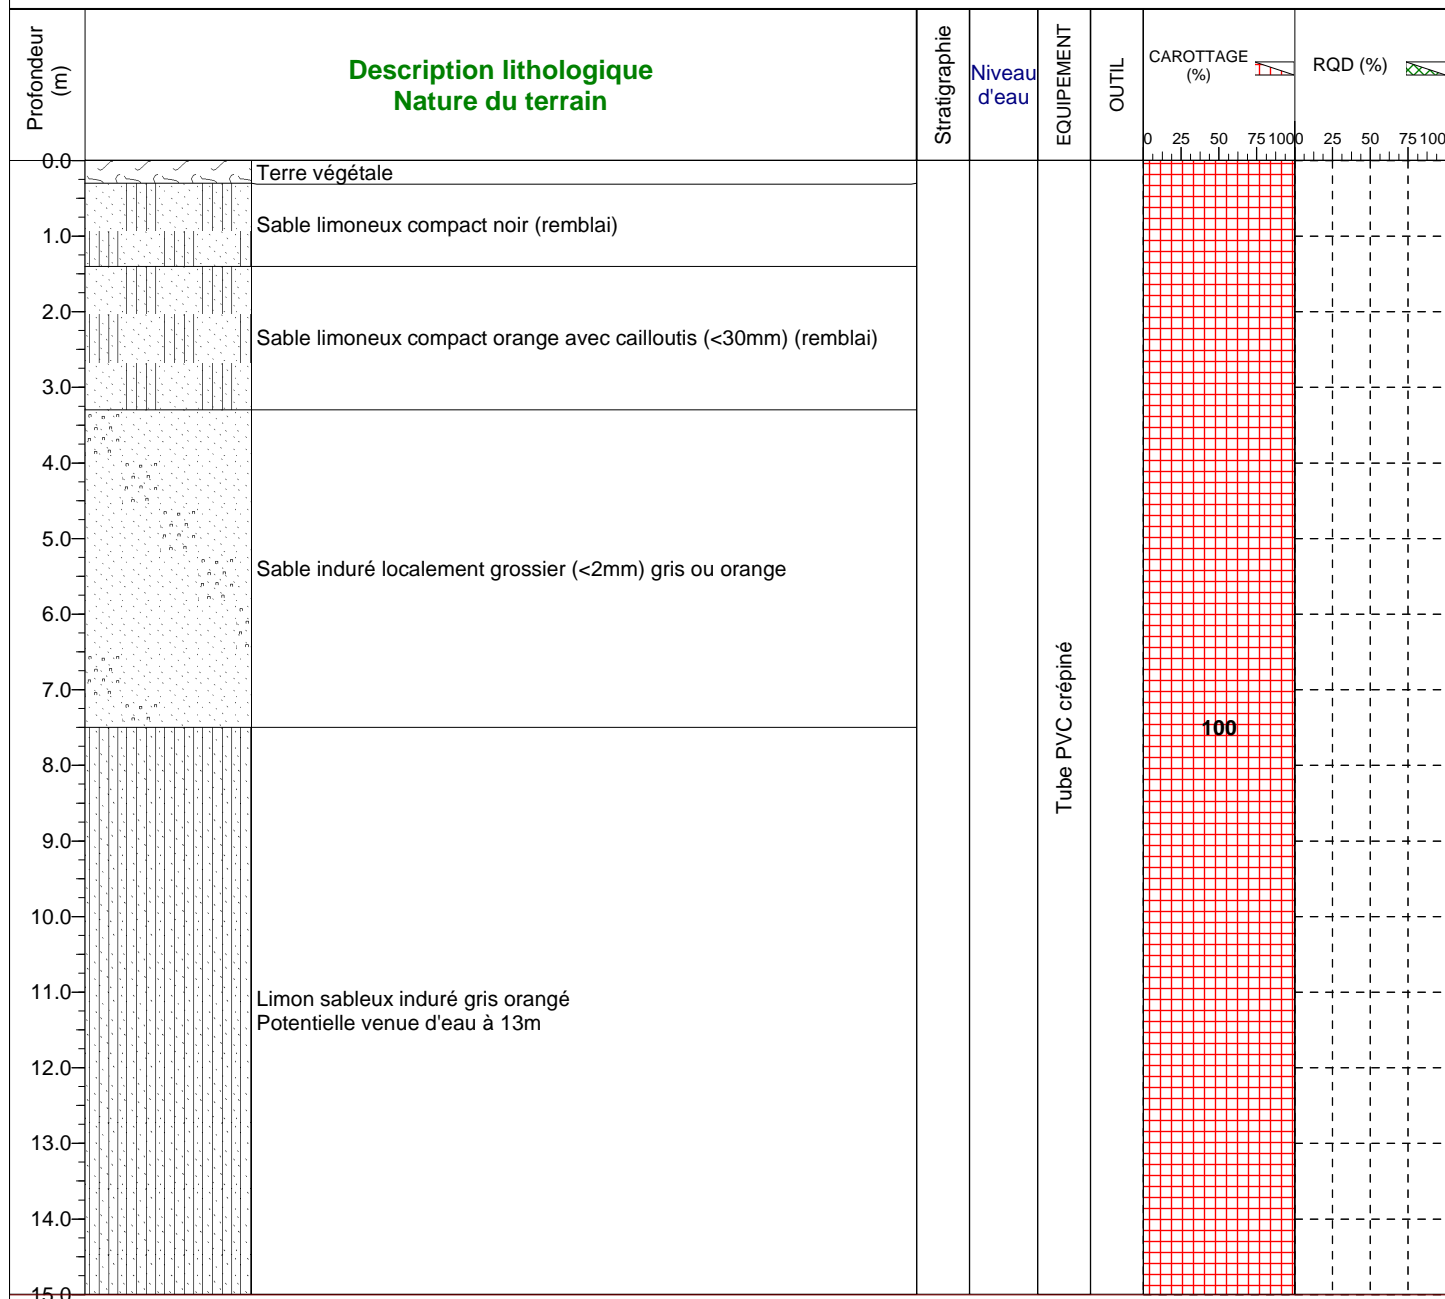 Profondeur
(m)
Description lithologique
Nature du terrain
Stratigraphie
Niveau
d'eau
EQUIPEMENT
OUTIL
CAROTTAGE
(%)
RQD (%)
0 25 50 75 100
0 25 50 75 100
0.0
Terre végétale
Sable limoneux compact noir (remblai)
1.0
2.0
Sable limoneux compact orange avec cailloutis (<30mm) (remblai)
3.0
4.0
5.0
Sable induré localement grossier (<2mm) gris ou orange
6.0
7.0
Tube PVC crépiné
100
8.0
9.0
10.0
11.0
Limon sableux induré gris orangé
Potentielle venue d'eau à 13m
12.0
13.0
14.0
15.0